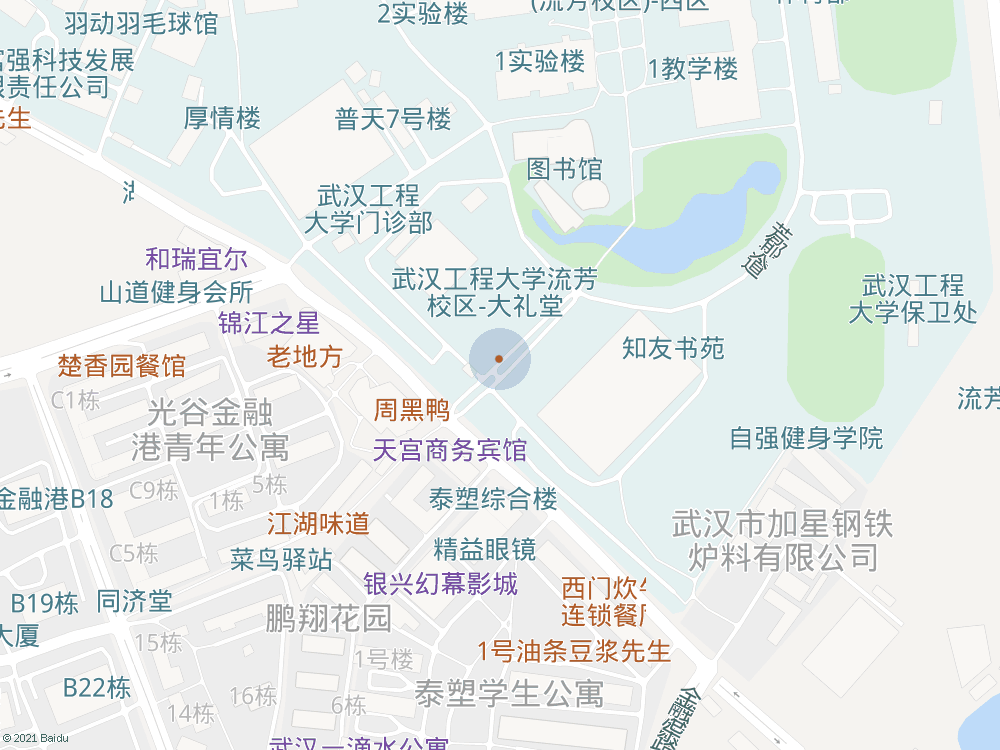 2实验楼
(流芳校区)-西区
羽动羽毛球馆
富强科技发展
限责任公司
1实验楼
1教学楼
先生
厚情楼
普天7号楼
图书馆
武汉工程
大学门诊部
和瑞宜尔
山道健身会所
武汉工程大学流芳
校区-大礼堂
武汉工程
大学保卫处
锦江之星
老地方
知友书苑
楚香园餐馆
C1栋
光谷金融
港青年公寓
周黑鸭
流芳
天宫商务宾馆
自强健身学院
C9栋
5栋
1栋
金融港B18
泰塑综合楼
江湖味道
武汉市加星钢铁
炉料有限公司
C5栋
菜鸟驿站
精益眼镜
银兴幻幕影城
西门炊牛
连锁餐厅
B19栋
同济堂
鹏翔花园
大厦
15栋
1号楼
1号油条豆浆先生
B22栋
16栋
6栋
14栋
泰塑学生公寓
武汉一滴水公寓
© 2021 Baidu